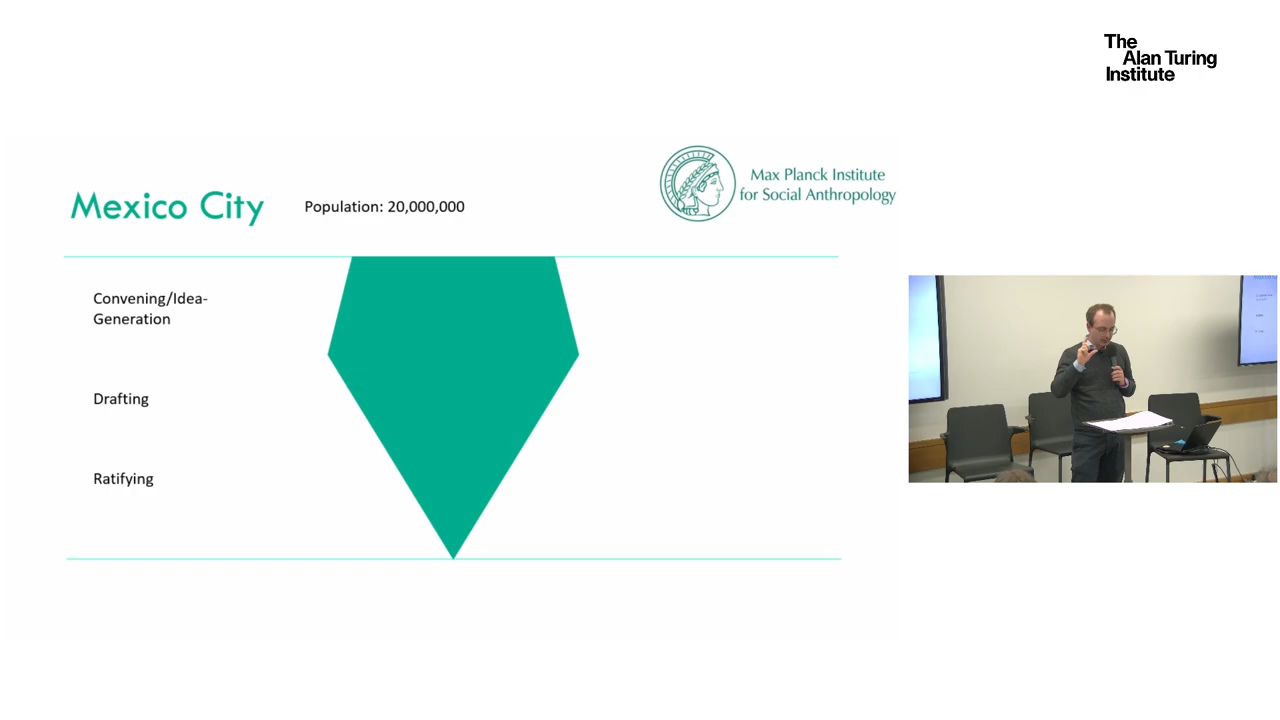 The
Alan Turing
Institute
Max Planck Institute
for Social Anthropology
Mexico City
Population: 20,000,000
Convening/Idea-
Generation
Drafting
Ratifying